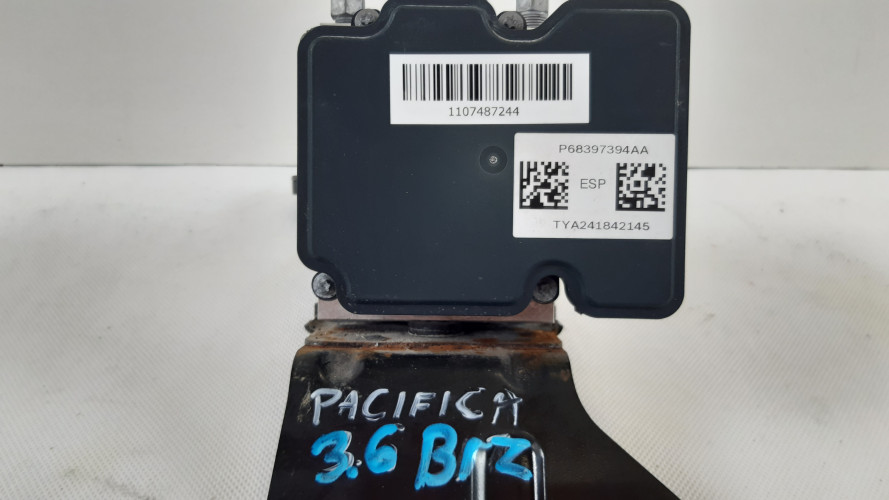 1107487244
P68397394AA
ESP
TYA241842145
PACIFICA
3.6 BNZ